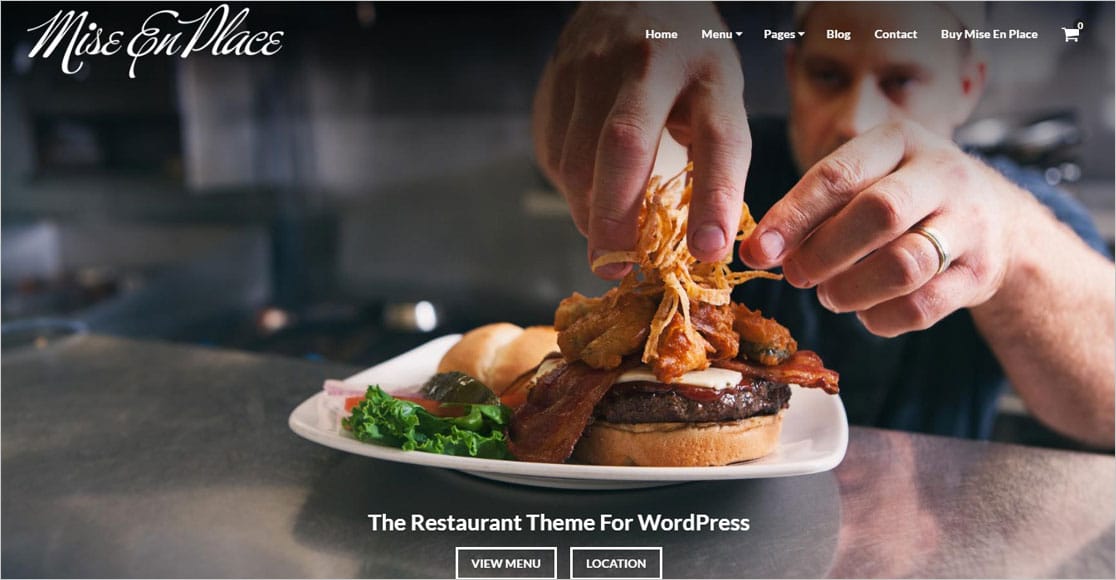 Mise En Place
Home Menu Pages Blog Contact Buy Mise En Place 0
The Restaurant Theme For WordPress
VIEW MENU LOCATION